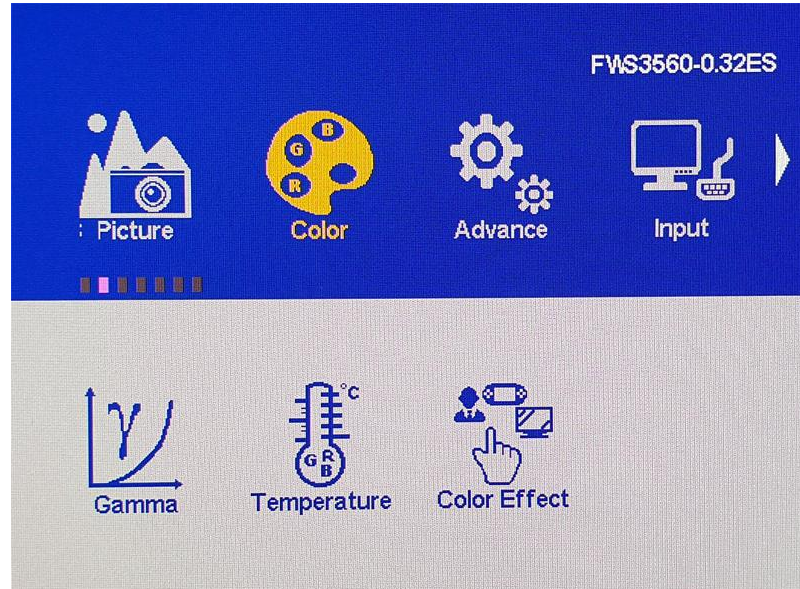 FWS3560-0.32ES
B
G
R
Picture
Color
Advance
Input
γ
°C
G R
B
Gamma
Temperature
Color Effect